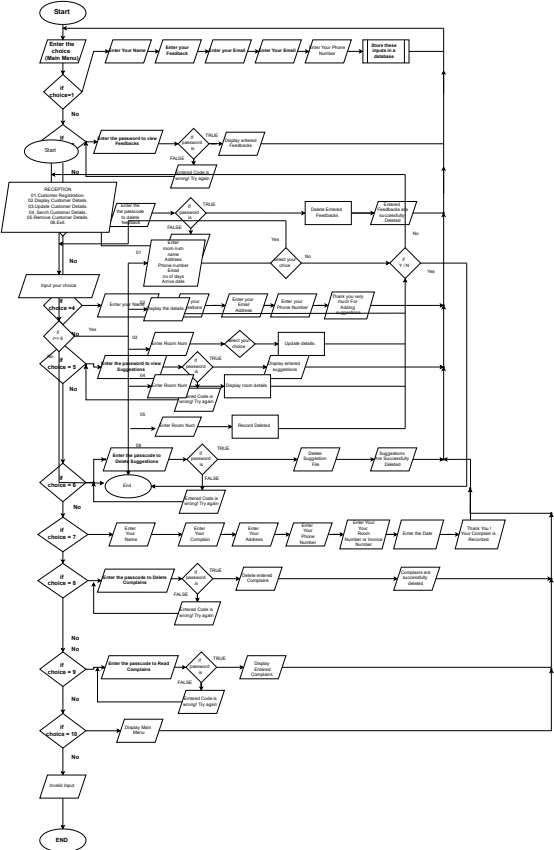 Start
Enter the
choice
(Main Menu)
Enter Your Name
Enter your
Feedback
Enter your Email
Enter Your Email
Enter Your Phone
Number
Store these
inputs in a
database
if
choice=1
No
if
Enter the password to view
Feedbacks
if
password
is
TRUE
Display entered
Feedbacks
FALSE
Entered Code is
wrong! Try again
Start
No
RECEPTION
01.Customer Registration.
02.Display Customer Details.
03.Update Customer Details.
04.Serch Customer Details.
05.Remove Customer Details.
06.Exit.
Enter
the passcode
to delete
feedback
if
password
is
TRUE
Delete Entered
Feedbacks
Entered
Feedbacks are
successfully
Deleted
01
Enter
room num
name
Address
Phone number
Email
no of days
Arrive date
Yes
select your
chice
No
No
if
Y / N
Yes
Input your choice
choice =4
Enter your Name
Display the details
Enter your
Email
Address
Enter your
Phone Number
Thank you very
much For
Adding
suggestions
if
>= 6
No
Yes
03
Enter Room Num
Select your
choice
Update details.
if
choice = 5
No
Enter the password to view
Suggestions
if
password
is
TRUE
Display entered
suggestions
04
Enter Room Num
Display room details
Entered Code is
wrong! Try again
No
05
Enter Room Num
Record Deleted
06
Enter the passcode to
Delete Suggestions
if
password
is
TRUE
Delete
Suggestion
File
Suggestions
are Successfully
Deleted
FALSE
if
choice = 6
End
Entered Code is
wrong! Try again
No
if
choice = 7
Enter
Your
Name
Enter
Your
Complain
Enter
Your
Address
Enter
Your
Phone
Number
Enter Your
Your
Room
Number or Invoice
Number
Enter the Date
Thank You !
Your Complain is
Recorded.
No
if
choice = 8
Enter the passcode to Delete
Complains
if
password
is
TRUE
Delete entered
Complains
Complains are
successfully
deleted
FALSE
Entered Code is
wrong! Try again
No
No
if
choice = 9
Enter the passcode to Read
Complains
if
password
is
TRUE
Display
Entered
Complains
FALSE
Entered Code is
wrong! Try again
No
if
choice = 10
Display Main
Menu
No
Invalid Input
END